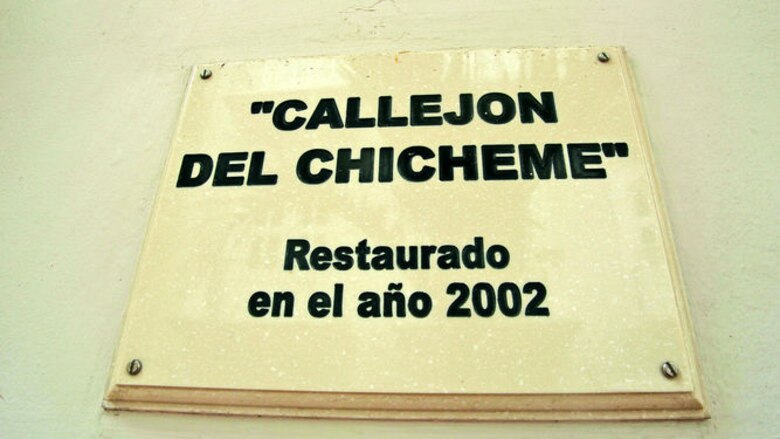 "CALLEJON
DEL CHICHEME"
Restaurado
en el año 2002